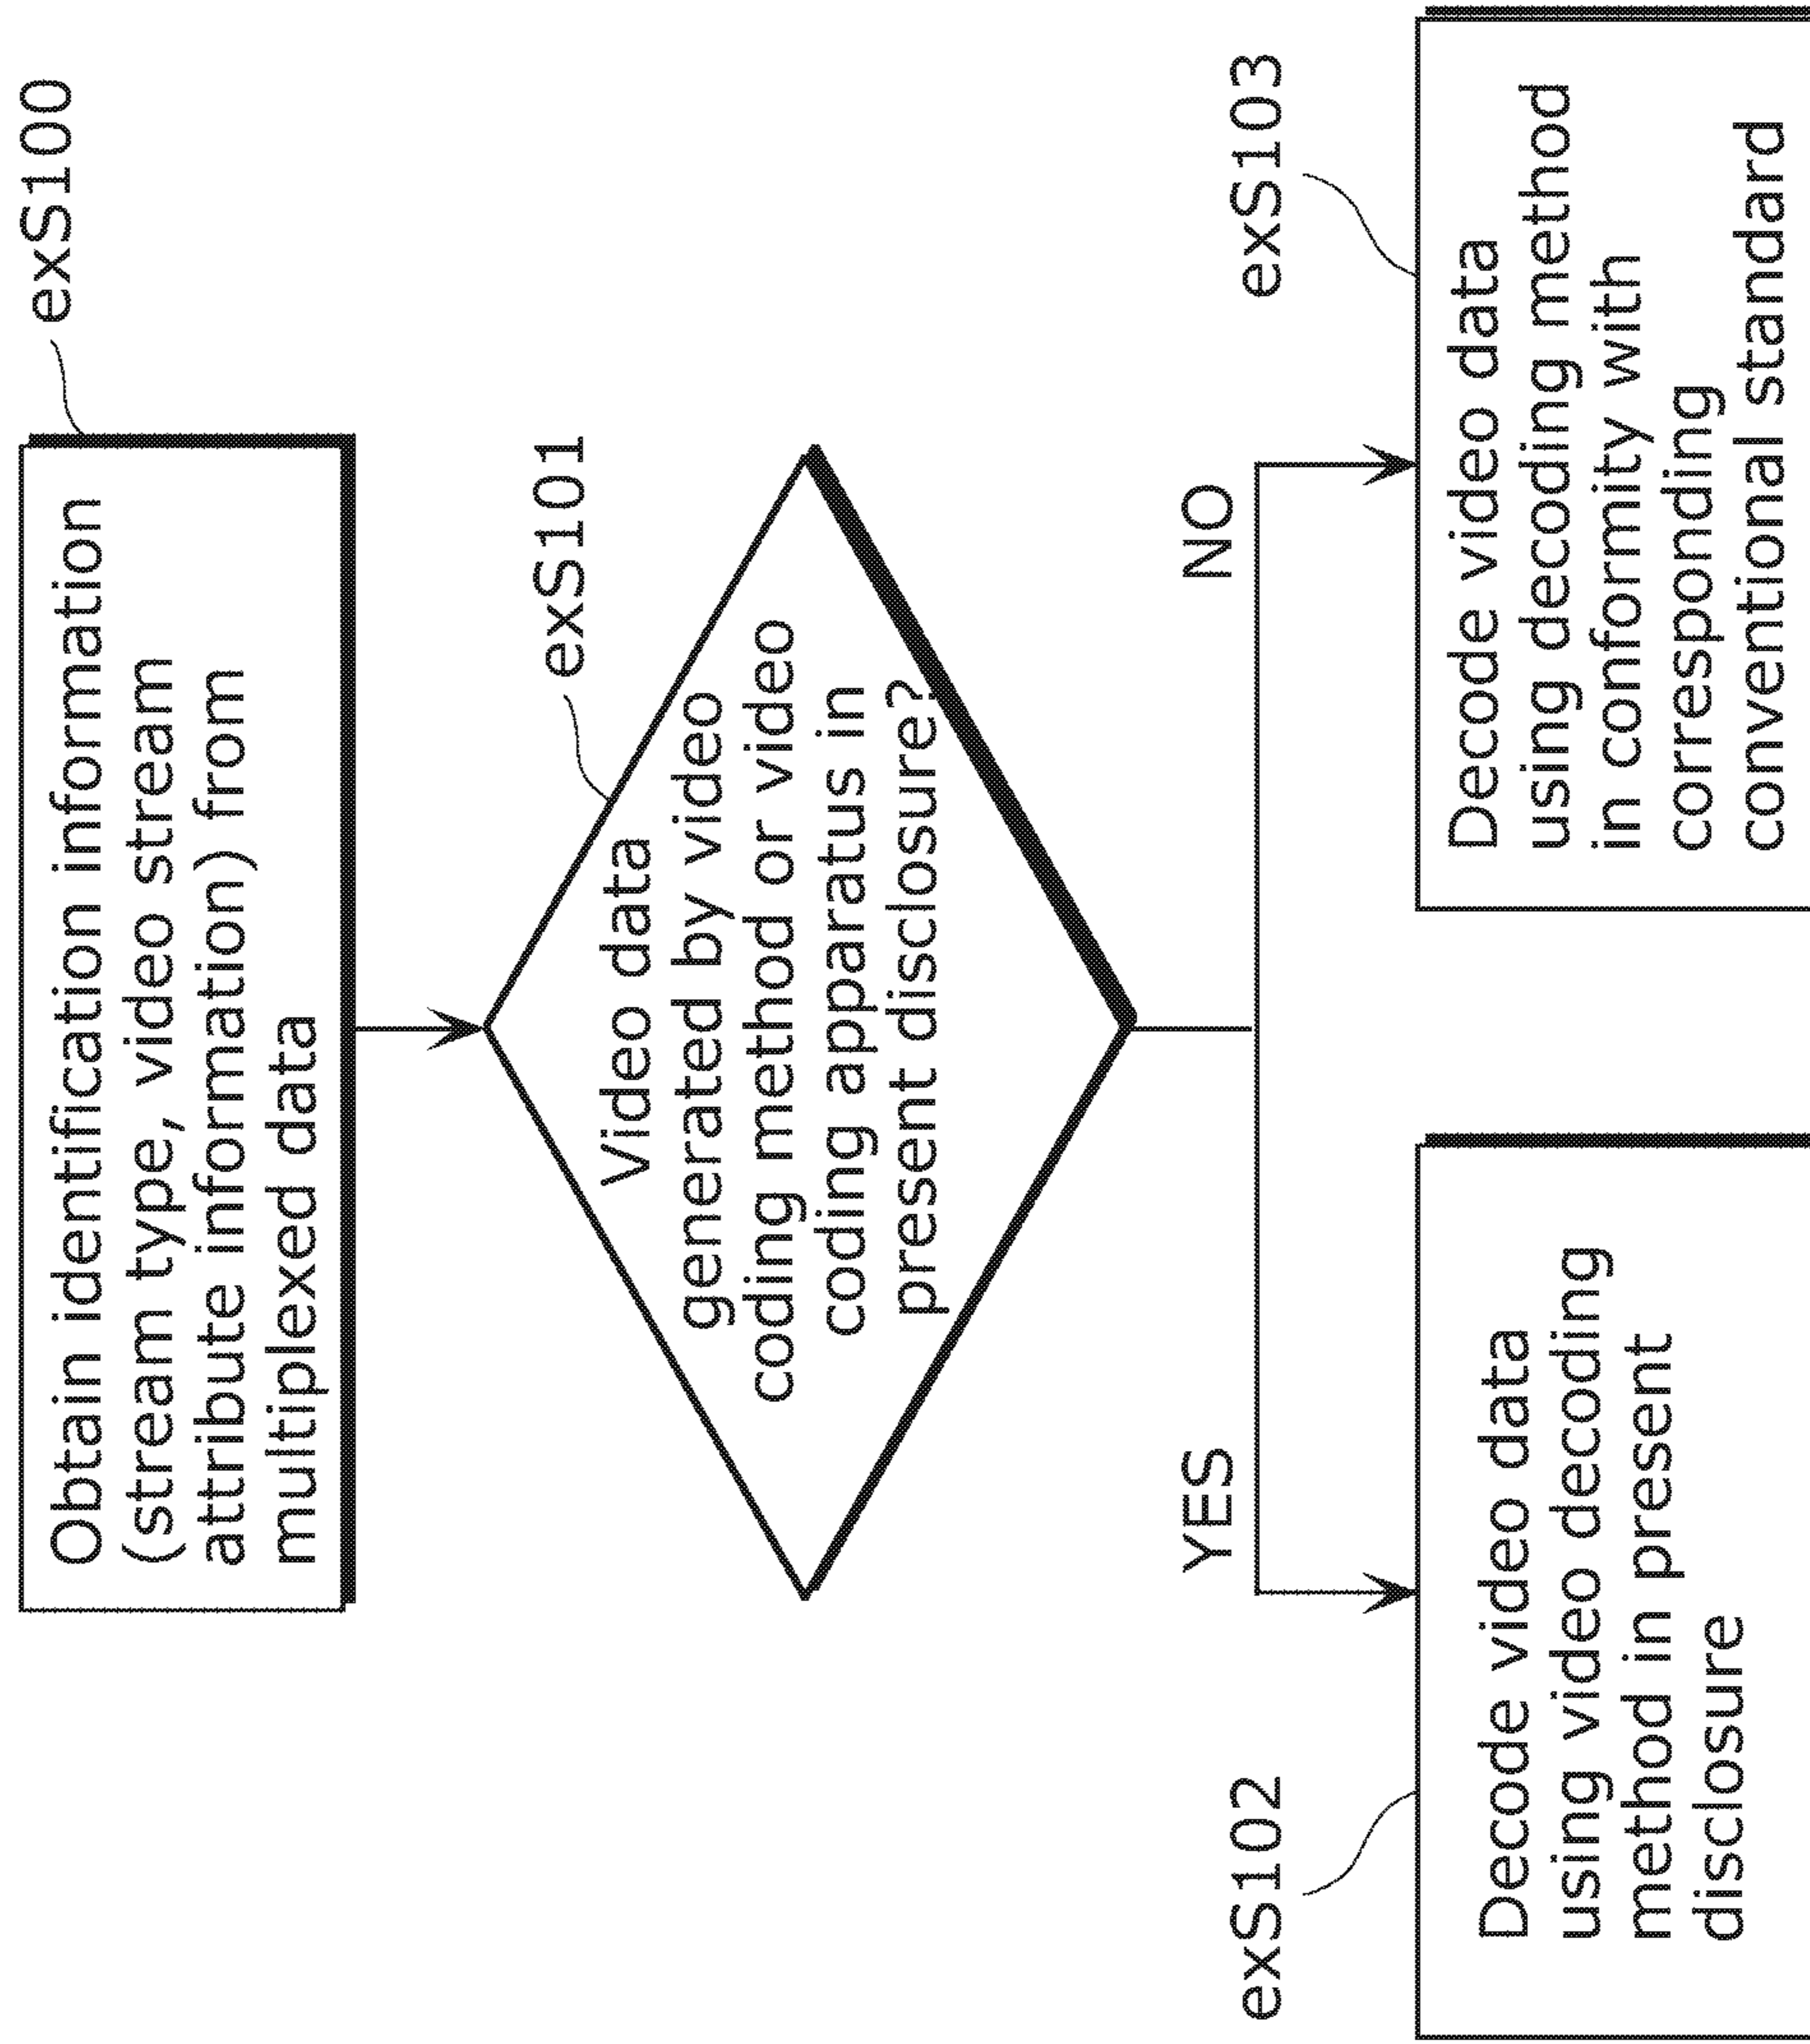 exS100
Obtain identification information
(stream type, video stream
attribute information) from
multiplexed data
exS101
Video data
generated by video
coding method or video
coding apparatus in
present disclosure?
YES
NO
exS102
Decode video data
using video decoding
method in present
disclosure
exS103
Decode video data
using decoding method
in conformity with
corresponding
conventional standard